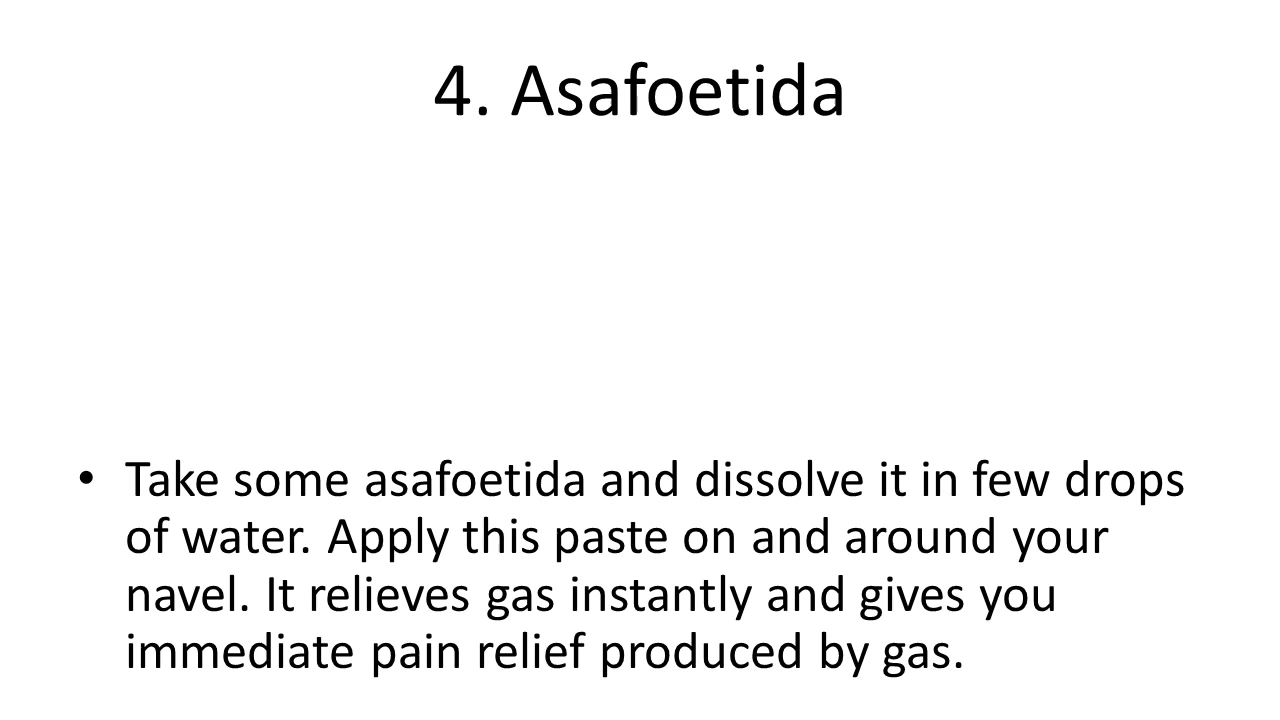 4. Asafoetida
• Take some asafoetida and dissolve it in few drops
of water. Apply this paste on and around your
navel. It relieves gas instantly and gives you
immediate pain relief produced by gas.